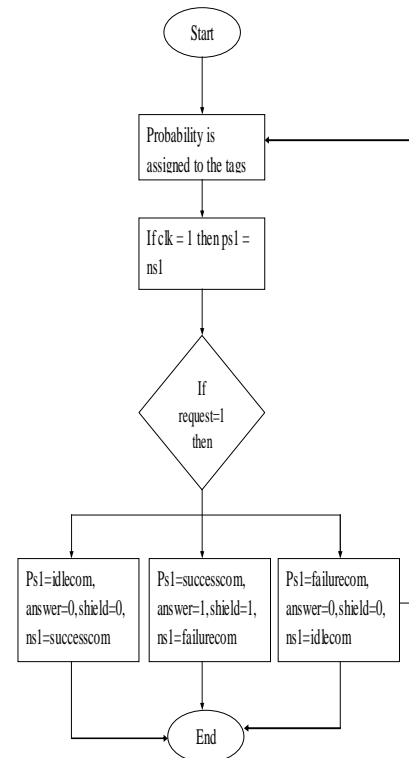 Start
Probability is
assigned to the tags
If clk = 1 then ps1 =
ns1
If
request=1
then
Ps1=idlecom,
answer=0, shield=0,
ns1=successcom
Ps1=successcom,
answer=1, shield=1,
ns1=failurecom
Ps1=failurecom,
answer=0, shield=0,
ns1=idlecom
End